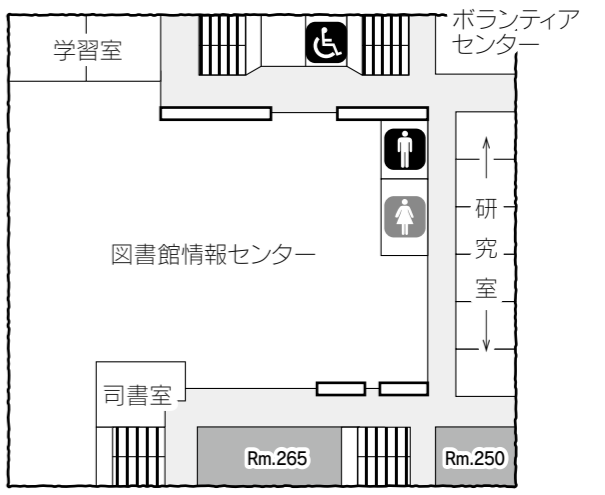 ボランティア
センター
学習室
研究室
図書館情報センター
司書室
Rm.265
Rm.250